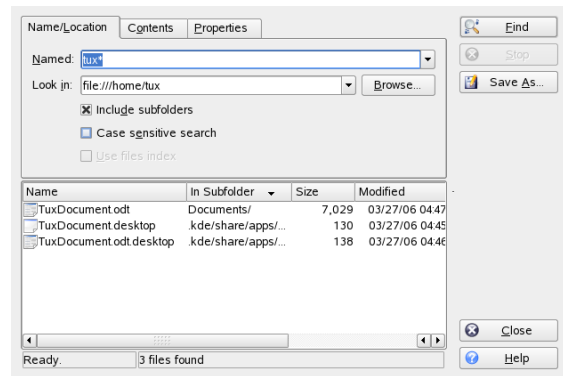 Name/Location Contents Properties
Find
Named: tux*
Stop
Look in: file:///home/tux Browse...
Save As...
Include subfolders
Case sensitive search
Use files index
Name In Subfolder Size Modified
TuxDocument.odt Documents/ 7,029 03/27/06 04:47
TuxDocument.desktop .kde/share/apps/... 130 03/27/06 04:45
TuxDocument.odt.desktop .kde/share/apps/... 138 03/27/06 04:46
Close
Ready. 3 files found
Help